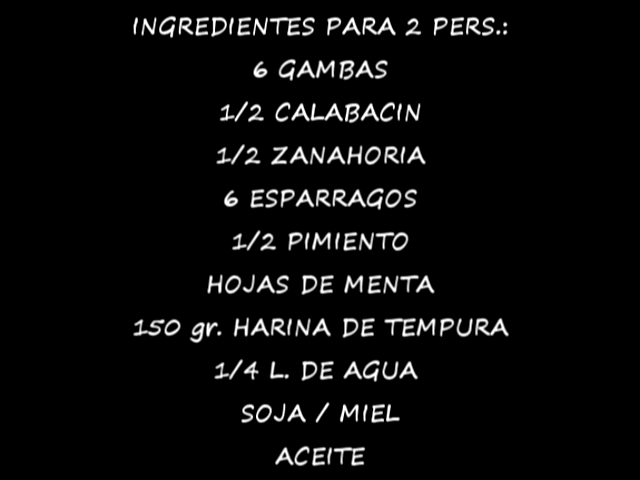 INGREDIENTES PARA 2 PERS.:
6 GAMBAS
1/2 CALABACIN
1/2 ZANAHORIA
6 ESPARRAGOS
1/2 PIMIENTO
HOJAS DE MENTA
150 gr. HARINA DE TEMPURA
1/4 L. DE AGUA
SOJA / MIEL
ACEITE